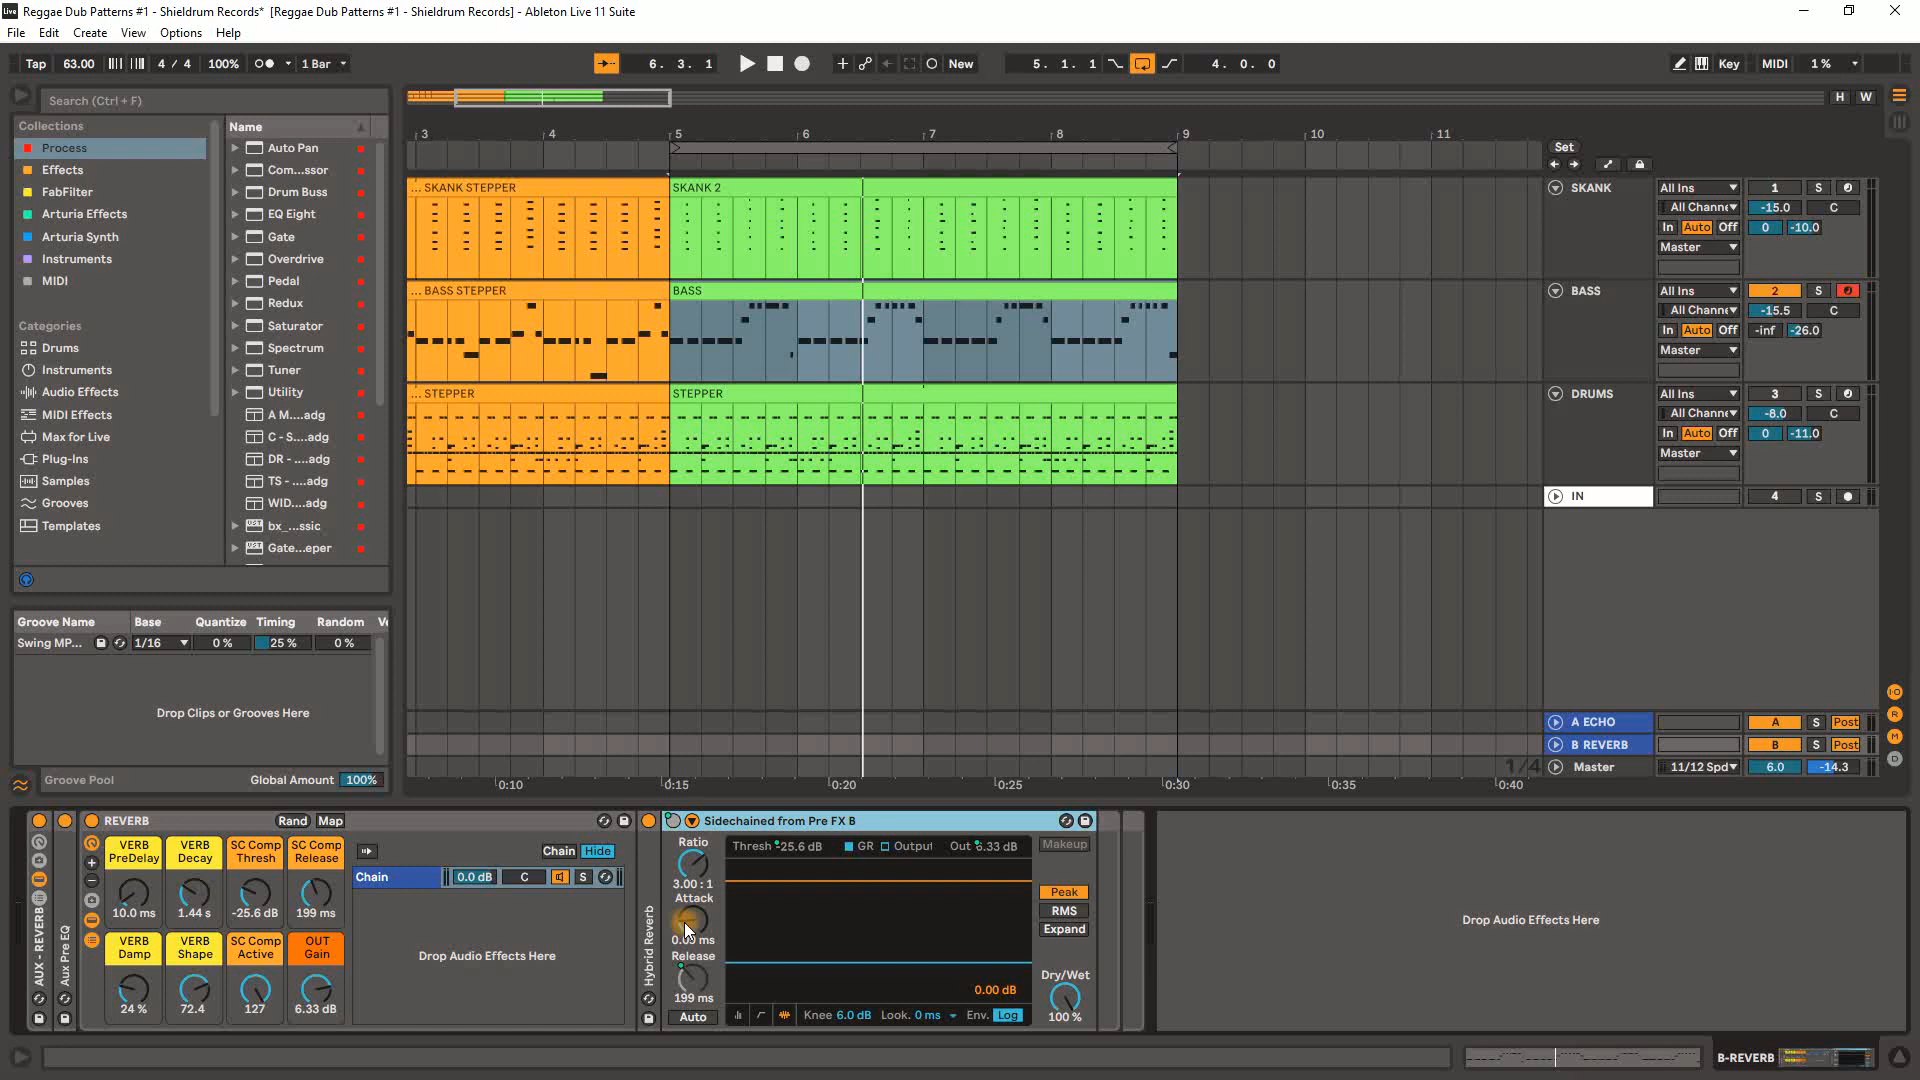 Live Reggae Dub Patterns #1 - Shieldrum Records* [Reggae Dub Patterns #1 - Shieldrum Records] - Ableton Live 11 Suite
File Edit Create View Options Help
Tap 63.00 4 / 4 100% 1 Bar 6. 3. 1 New 5. 1. 1 4. 0. 0 Key MIDI 1 %
Search (Ctrl + F)
H W
Collections
Process
Effects
FabFilter
Arturia Effects
Arturia Synth
Instruments
MIDI
Categories
Drums
Instruments
Audio Effects
MIDI Effects
Max for Live
Plug-Ins
Samples
Grooves
Templates
Name
Auto Pan
Com...ssor
Drum Buss
EQ Eight
Gate
Overdrive
Pedal
Redux
Saturator
Spectrum
Tuner
Utility
A M....adg
C - S....adg
DR - ....adg
TS - ....adg
WID....adg
bx_...ssic
Gate...eper
3 4 5 6 7 8 9 10 11
Set
... SKANK STEPPER SKANK 2
... BASS STEPPER BASS
... STEPPER STEPPER
SKANK All Ins 1 S
All Channe -15.0 C
In Auto Off 0 -10.0
Master
BASS All Ins 2 S
All Channe -15.5 C
In Auto Off -inf -26.0
Master
DRUMS All Ins 3 S
All Channe -8.0 C
In Auto Off 0 -11.0
Master
IN 4 S
A ECHO A S Post
B REVERB B S Post
1/4 Master 11/12 Spd 6.0 -14.3
0:10 0:15 0:20 0:25 0:30 0:35 0:40
I·O
R
M
D
Groove Name Base Quantize Timing Random Ve
Swing MP... 1/16 0 % 25 % 0 %
Drop Clips or Grooves Here
Groove Pool Global Amount 100%
AUX - REVERB
Aux Pre EQ
REVERB Rand Map
VERB PreDelay
VERB Decay
SC Comp Thresh
SC Comp Release
10.0 ms 1.44 s -25.6 dB 199 ms
VERB Damp
VERB Shape
SC Comp Active
OUT Gain
24 % 72.4 127 6.33 dB
Chain Hide
Chain 0.0 dB C S
Drop Audio Effects Here
Hybrid Reverb
Sidechained from Pre FX B
Ratio
3.00 : 1
Attack
Release
199 ms
Auto
Thresh -25.6 dB GR Output Out 6.33 dB
0.00 dB
Knee 6.0 dB Look. 0 ms Env. Log
Makeup
Peak
RMS
Expand
Dry/Wet
100 %
Drop Audio Effects Here
B-REVERB